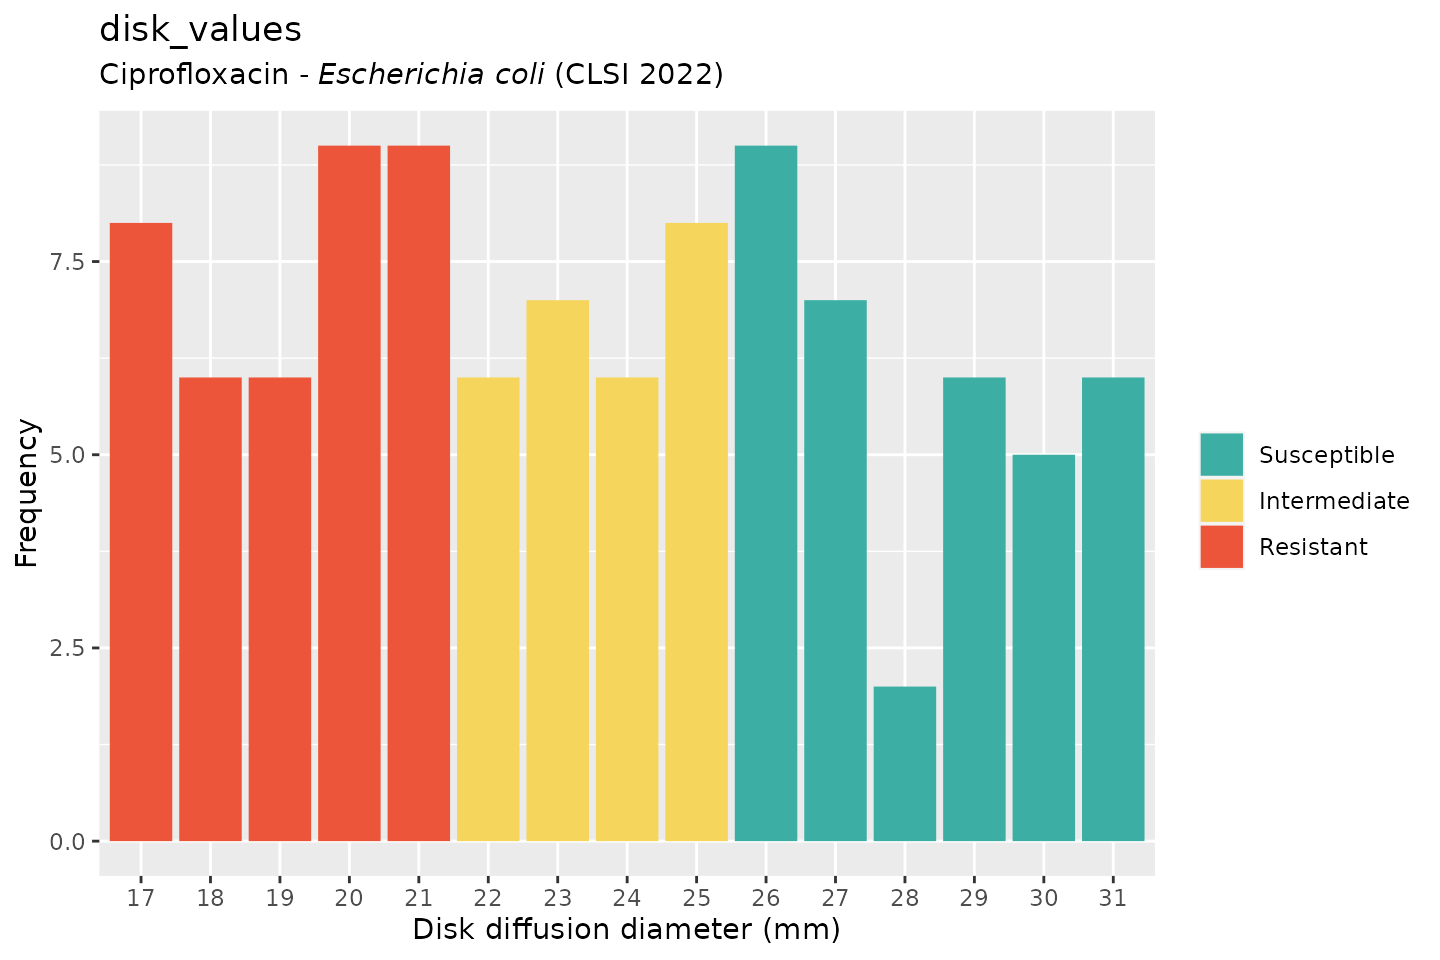 disk_values
Ciprofloxacin - Escherichia coli (CLSI 2022)
Frequency
7.5
5.0
2.5
0.0
17 18 19 20 21 22 23 24 25 26 27 28 29 30 31
Disk diffusion diameter (mm)
Susceptible
Intermediate
Resistant